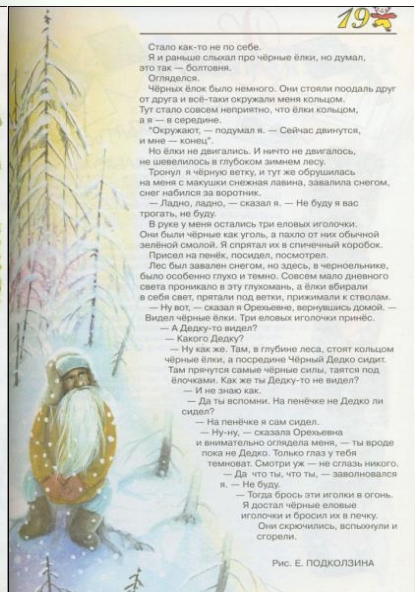 19
Стало как-то не по себе.
Я и раньше слыхал про чёрные ёлки, но думал,
это так — болтовня.
Огляделся.
Чёрных ёлок было немного. Они стояли поодаль друг
от друга и всё-таки окружали меня кольцом.
Тут стало совсем неприятно, что ёлки кольцом,
а я — в середине.
"Окружают, — подумал я. — Сейчас двинутся,
и мне — конец".
Но ёлки не двигались. И ничто не двигалось,
не шевелилось в глубоком зимнем лесу.
Тронул я чёрную ветку, и тут же обрушилась
на меня с макушки снежная лавина, завалила снегом,
снег набился за воротник.
— Ладно, ладно, — сказал я. — Не буду я вас
трогать, не буду.
В руке у меня остались три еловых иголочки.
Они были чёрные как уголь, а пахло от них обычной
зелёной смолой. Я спрятал их в спичечный коробок.
Присел на пенёк, посидел, посмотрел.
Лес был завален снегом, но здесь, в черноельнике,
было особенно глухо и темно. Совсем мало дневного
света проникало в эту глухомань, а ёлки вбирали
в себя свет, прятали под ветки, прижимали к стволам.
— Ну вот, — сказал я Орехьевне, вернувшись домой. —
Видел чёрные ёлки. Три еловых иголочки принёс.
— А Дедку-то видел?
— Какого Дедку?
— Ну как же. Там, в глубине леса, стоят кольцом
чёрные ёлки, а посредине Чёрный Дедко сидит.
Там прячутся самые чёрные силы, таятся под
ёлочками. Как же ты Дедку-то не видел?
— И не знаю как.
— Да ты вспомни. На пенёчке не Дедко ли
сидел?
— На пенёчке я сам сидел.
— Ну-ну, — сказала Орехьевна
и внимательно оглядела меня, — ты вроде
пока не Дедко. Только глаз у тебя
темноват. Смотри уж — не сглазь никого.
— Да что ты, что ты, — заволновался
я. — Не буду.
— Тогда брось эти иголки в огонь.
Я достал чёрные еловые
иголочки и бросил их в печку.
Они скрючились, вспыхнули и
сгорели.
Рис. Е. ПОДКОЛЗИНА